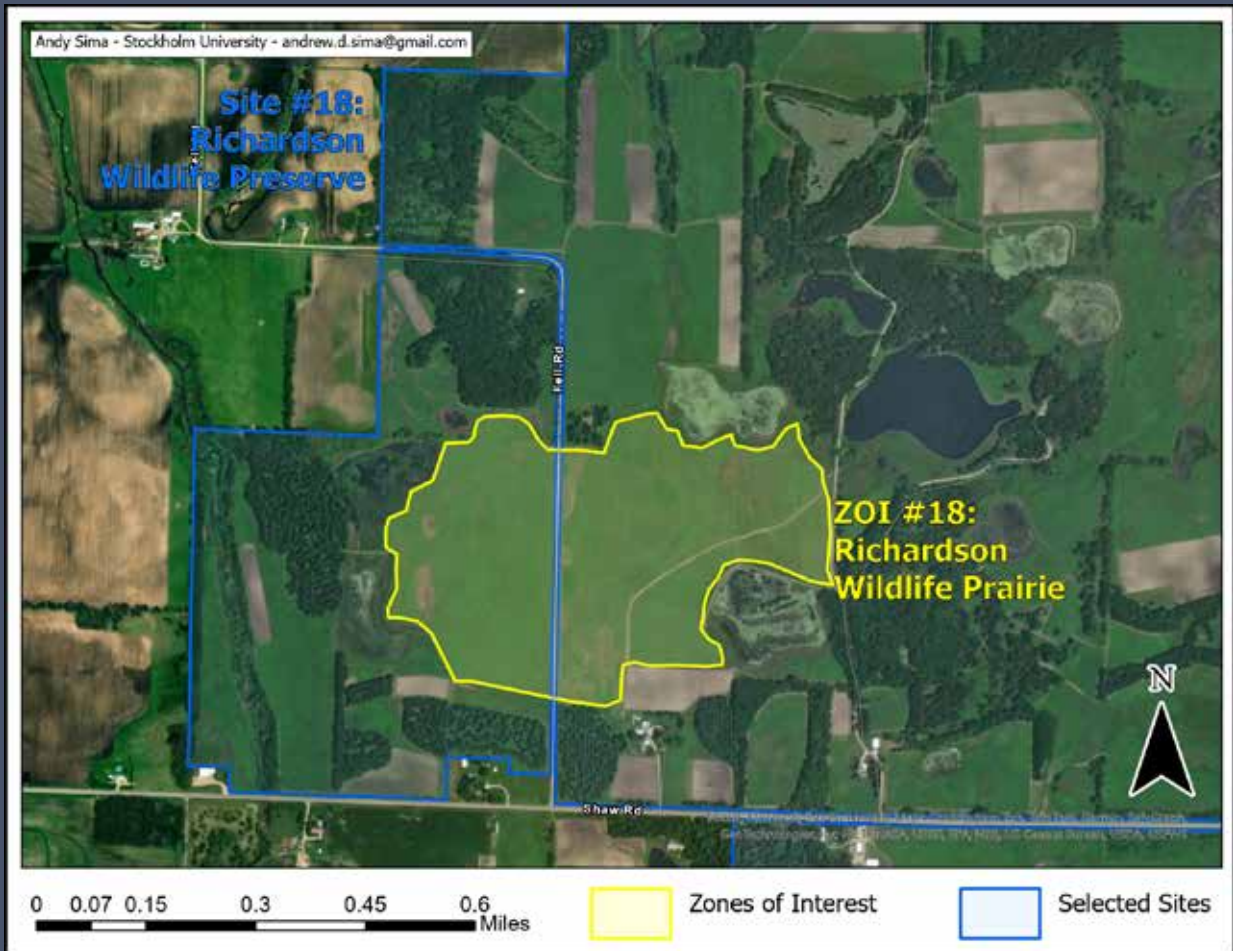 Andy Sima - Stockholm University - andrew.d.sima@gmail.com
Site #18:
Richardson
Wildlife Preserve
Fell Rd
ZOI #18:
Richardson
Wildlife Prairie
N
Shaw Rd
0 0.07 0.15 0.3 0.45 0.6
Miles
Zones of Interest
Selected Sites